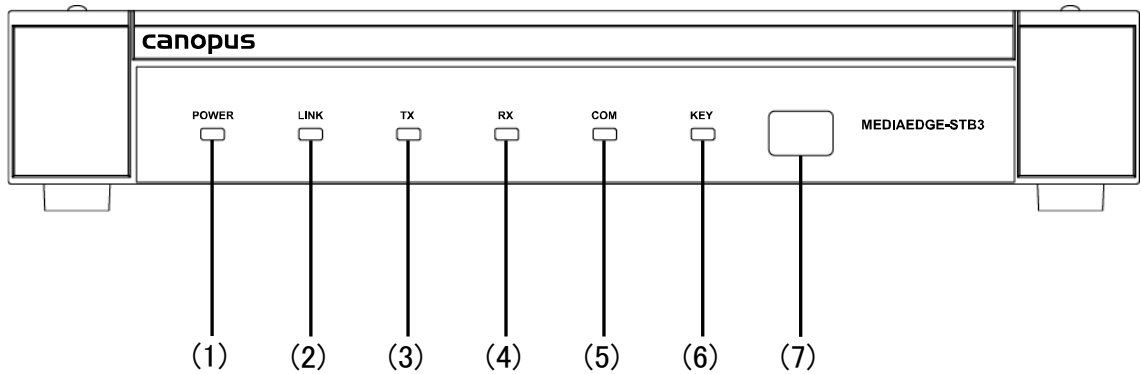 canopus
POWER LINK TX RX COM KEY
MEDIAEDGE-STB3
(1) (2) (3) (4) (5) (6) (7)